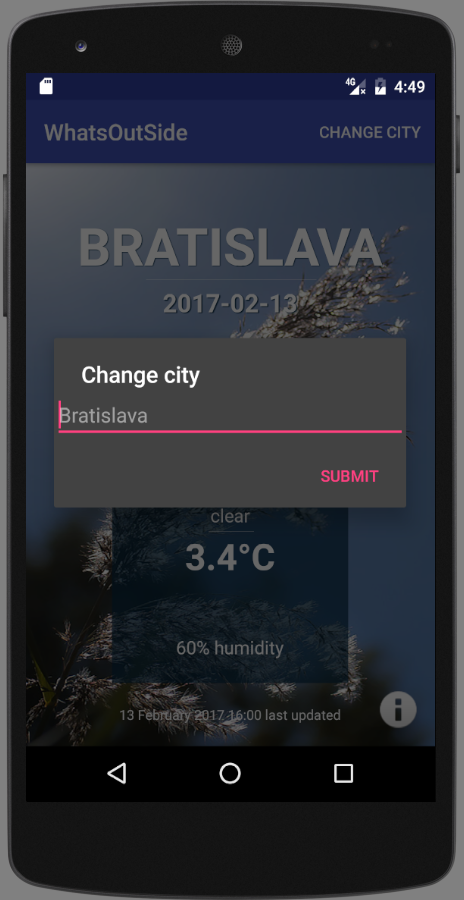 4G 4:49
WhatsOutSide CHANGE CITY
BRATISLAVA
2017-02-13
Change city
Bratislava
SUBMIT
clear
3.4°C
60% humidity
13 February 2017 16:00 last updated